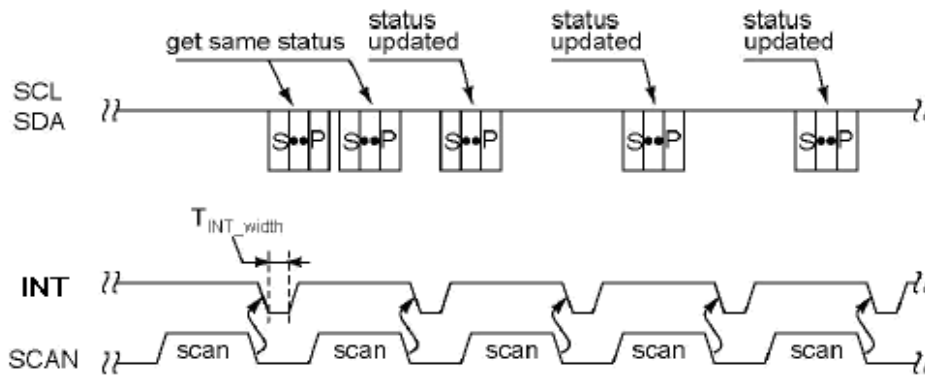 get same status
status
updated
status
updated
status
updated
SCL
SDA
S••P
S••P
S••P
S••P
S••P
TINT_width
INT
SCAN
scan
scan
scan
scan
scan